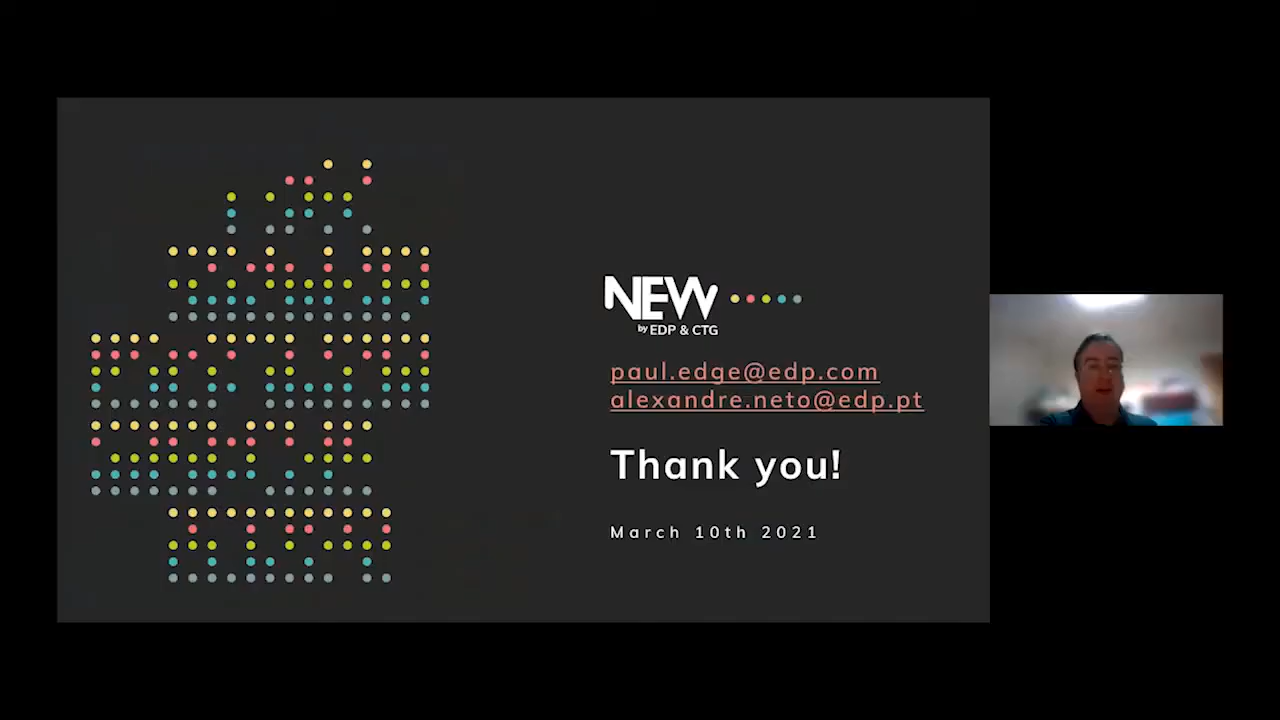 NEW
by EDP & CTG
paul.edge@edp.com
alexandre.neto@edp.pt
Thank you!
March 10th 2021